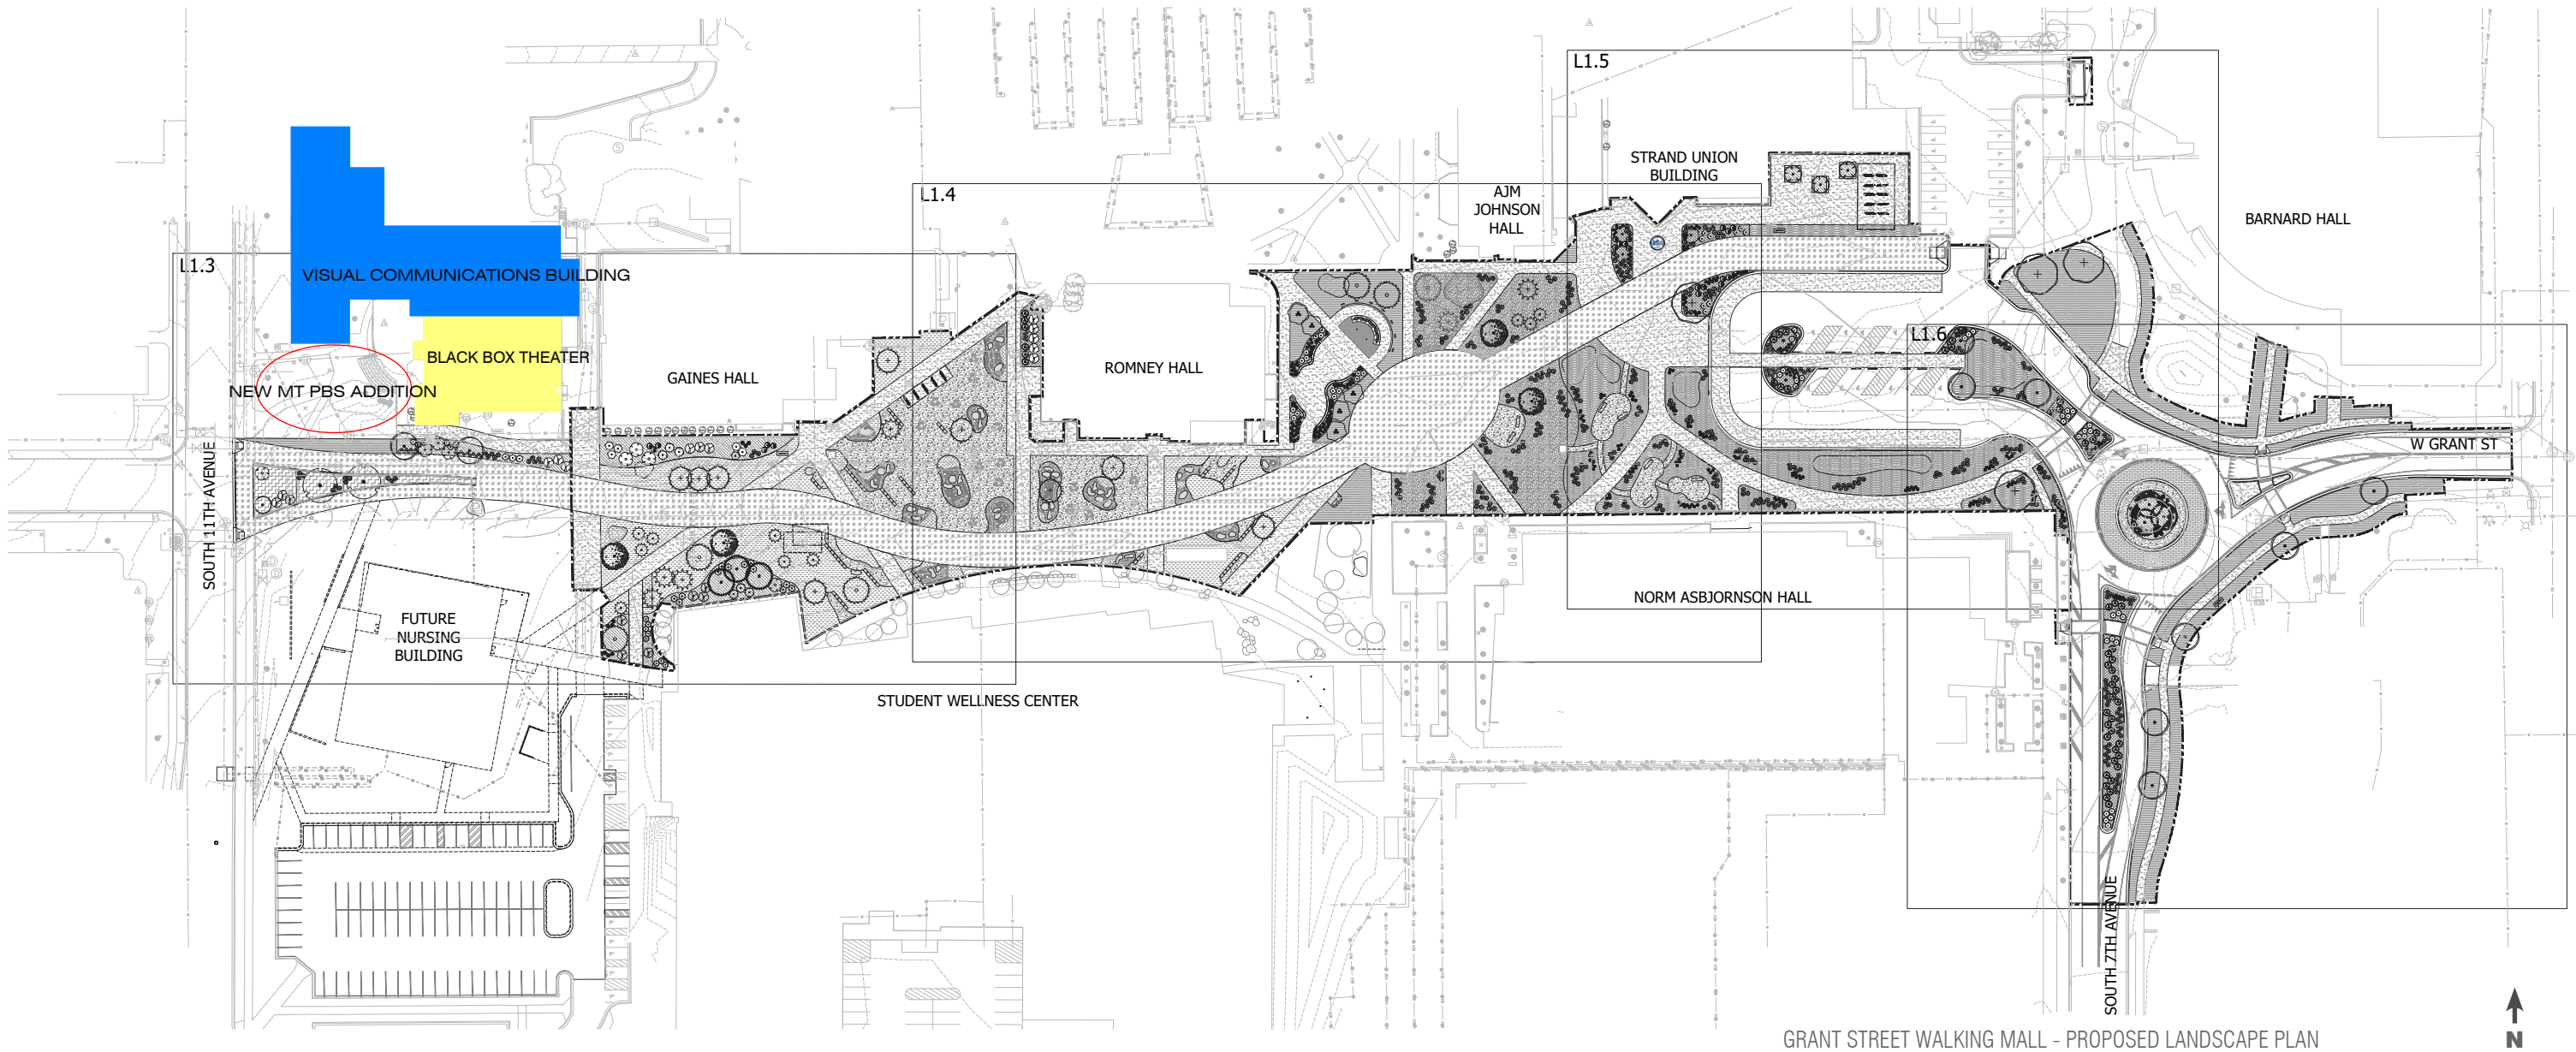 L1.5
STRAND UNION
BUILDING
L1.4
AJM
JOHNSON
HALL
BARNARD HALL
L1.3
VISUAL COMMUNICATIONS BUILDING
L1.6
BLACK BOX THEATER
ROMNEY HALL
GAINES HALL
NEW MT PBS ADDITION
W GRANT ST
SOUTH 11TH AVENUE
NORM ASBJORNSON HALL
FUTURE
NURSING
BUILDING
STUDENT WELLNESS CENTER
SOUTH 7TH AVENUE
GRANT STREET WALKING MALL - PROPOSED LANDSCAPE PLAN
N